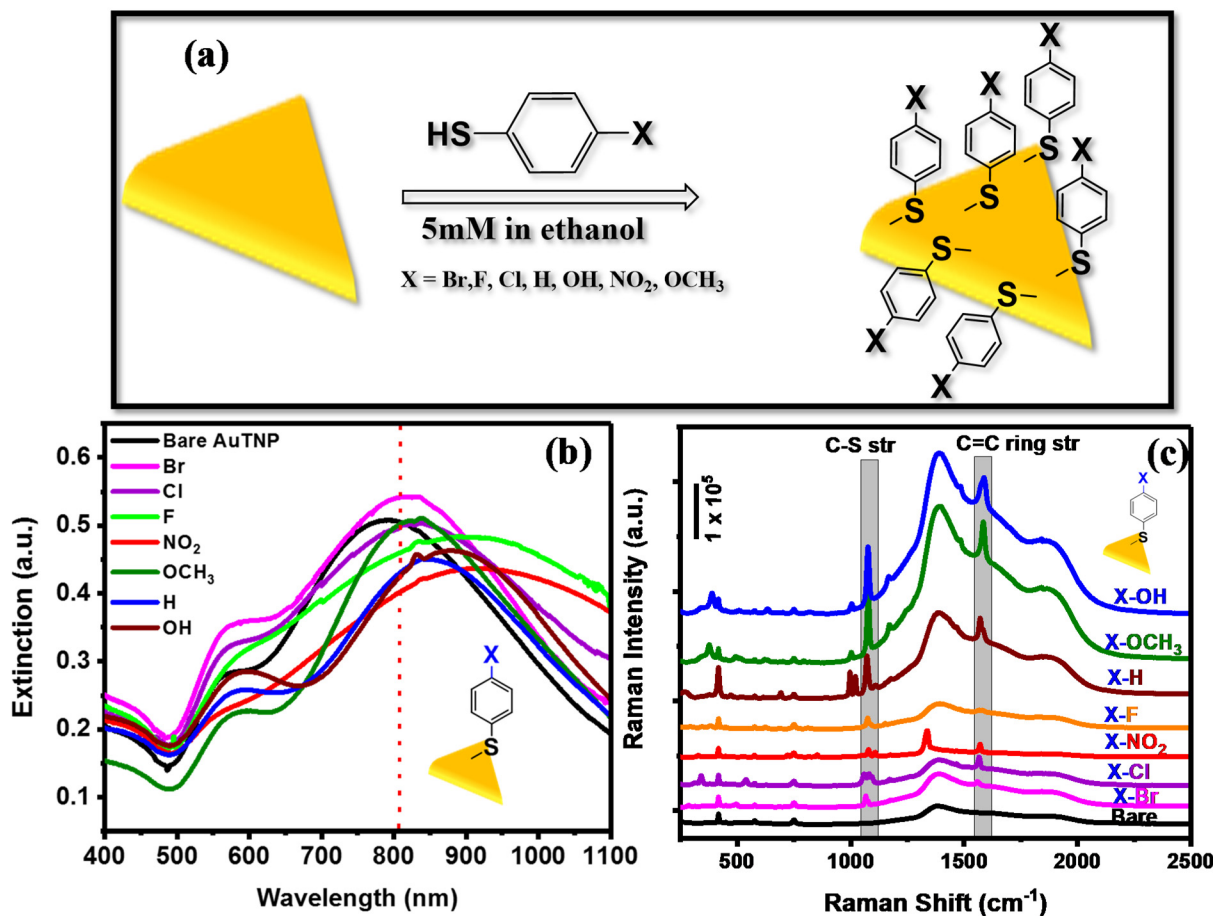 (a)
HS
X
5mM in ethanol
X = Br,F, Cl, H, OH, NO₂, OCH₃
X
S
X
S
X
S
X
S
S
X
S
X
(b)
Bare AuTNP
Br
Cl
F
NO₂
OCH₃
H
OH
X
S
Extinction (a.u.)
0.6
0.5
0.4
0.3
0.2
0.1
400 500 600 700 800 900 1000 1100
Wavelength (nm)
(c)
C-S str
C=C ring str
1 x 10⁵
X
S
X-OH
X-OCH₃
X-H
X-F
X-NO₂
X-Cl
X-Br
Bare
Raman Intensity (a.u.)
500 1000 1500 2000 2500
Raman Shift (cm⁻¹)